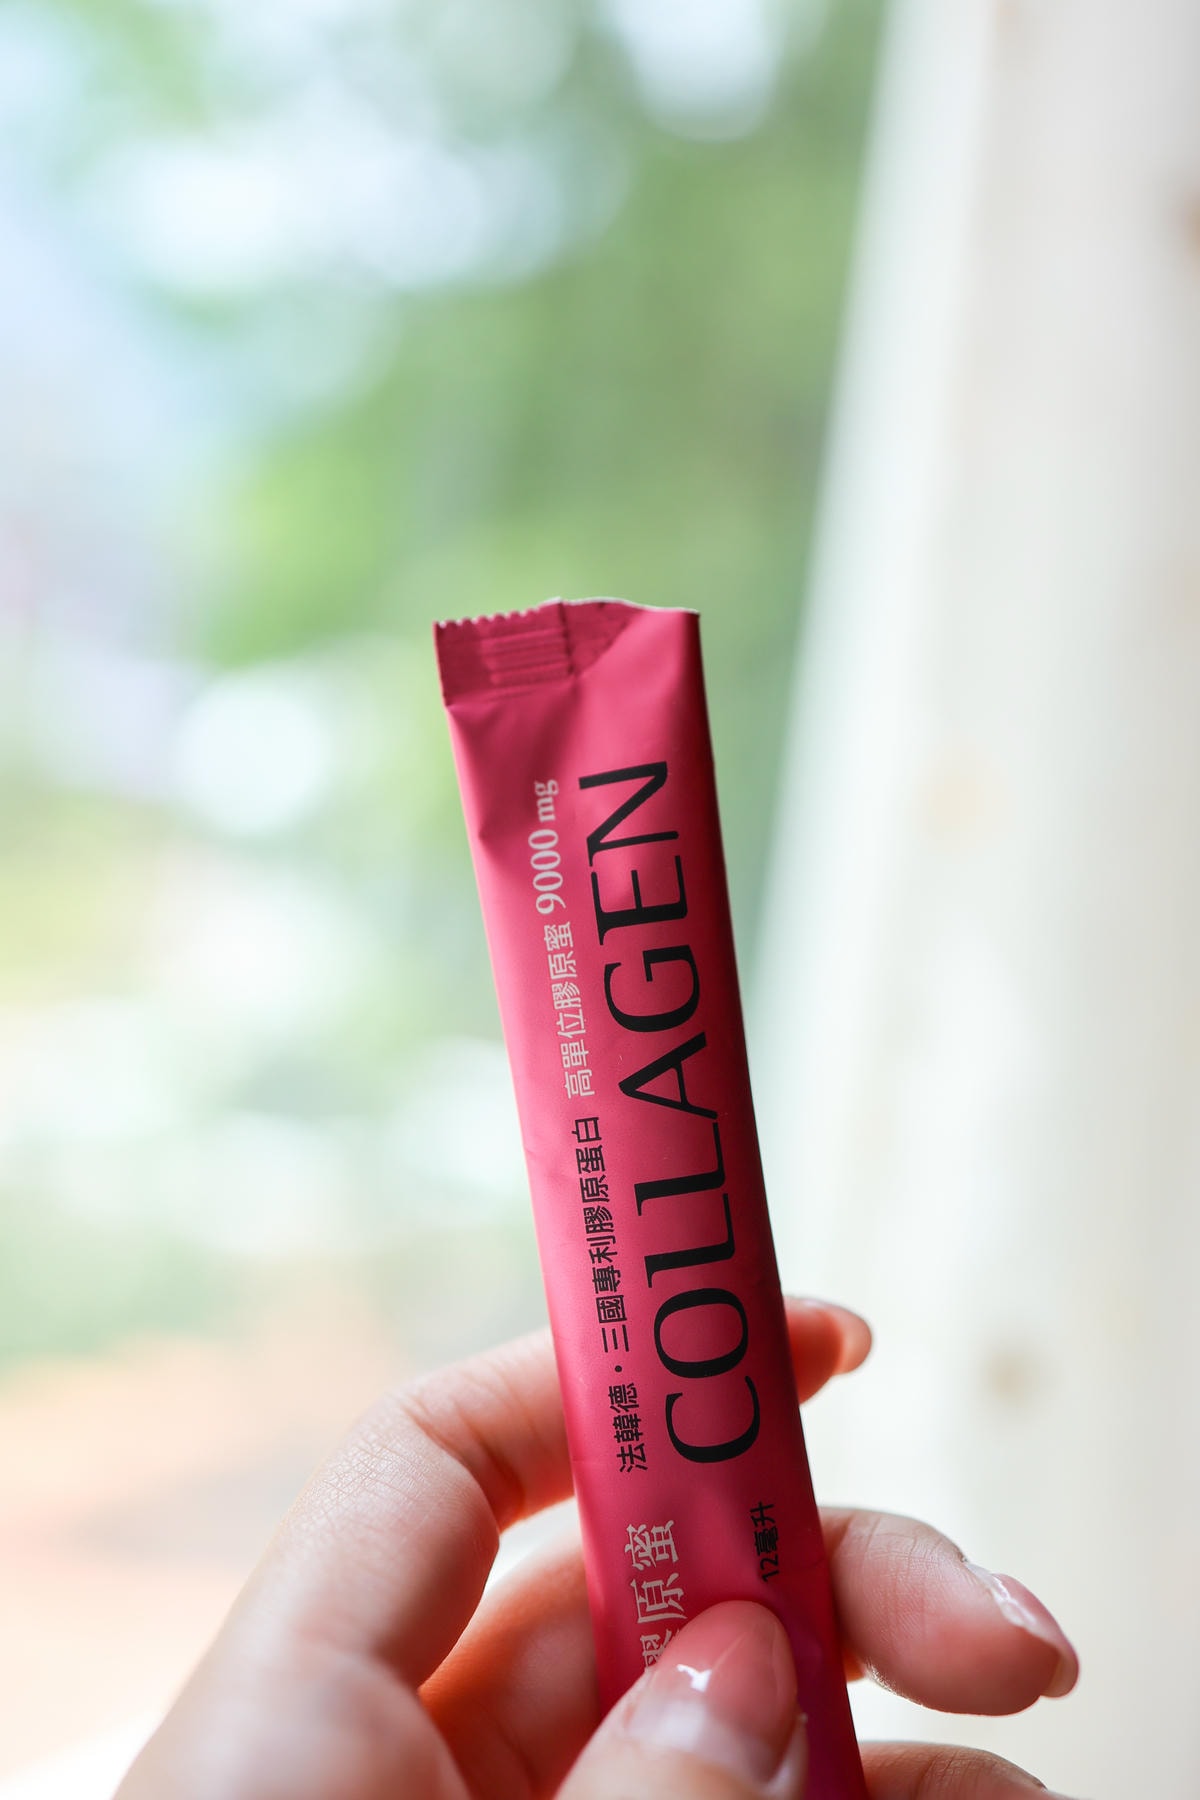 高單位膠原蜜 9000 mg
法韓德・三國專利膠原蛋白
COLLAGEN
膠原蜜
12毫升